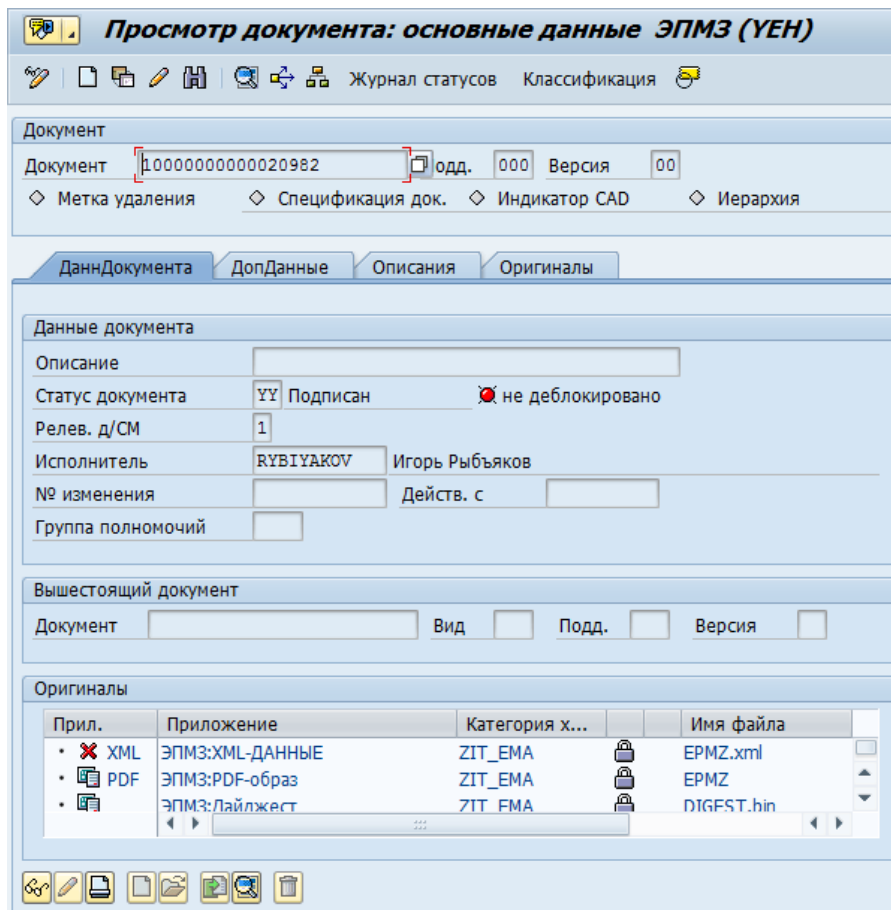 Просмотр документа: основные данные ЭПМЗ (YEH)
Журнал статусов Классификация
Документ
Документ 10000000000020982 одд. 000 Версия 00
Метка удаления Спецификация док. Индикатор CAD Иерархия
ДаннДокумента ДопДанные Описания Оригиналы
Данные документа
Описание
Статус документа YY Подписан не деблокировано
Релев. д/СМ 1
Исполнитель RYBIYAKOV Игорь Рыбъяков
№ изменения Действ. с
Группа полномочий
Вышестоящий документ
Документ Вид Подд. Версия
Оригиналы
Прил. Приложение Категория х... Имя файла
XML ЭПМЗ:XML-ДАННЫЕ ZIT_EMA EPMZ.xml
PDF ЭПМЗ:PDF-образ ZIT_EMA EPMZ
ЭПМЗ:Дайджест ZIT_EMA DIGEST.bin